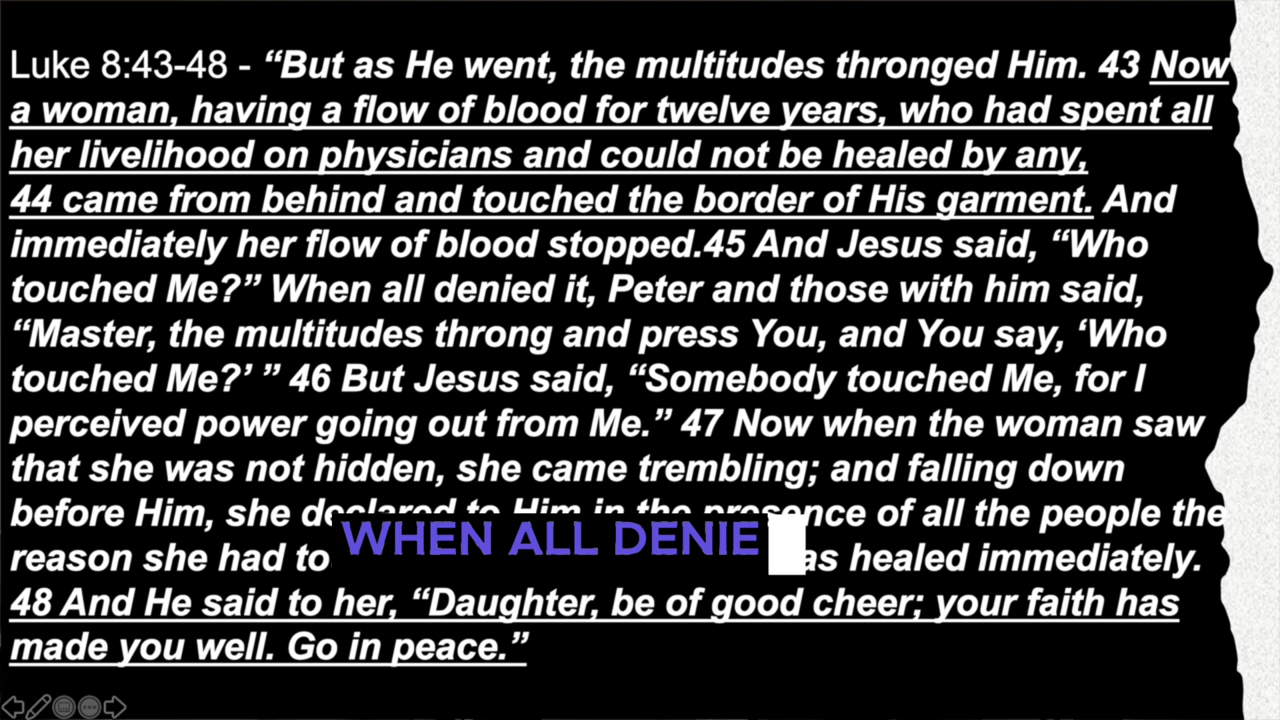 Luke 8:43-48 - “But as He went, the multitudes thronged Him. 43 Now
a woman, having a flow of blood for twelve years, who had spent all
her livelihood on physicians and could not be healed by any,
44 came from behind and touched the border of His garment. And
immediately her flow of blood stopped.45 And Jesus said, “Who
touched Me?” When all denied it, Peter and those with him said,
“Master, the multitudes throng and press You, and You say, ‘Who
touched Me?’ ” 46 But Jesus said, “Somebody touched Me, for I
perceived power going out from Me.” 47 Now when the woman saw
that she was not hidden, she came trembling; and falling down
before Him, she declared to Him in the presence of all the people the
WHEN ALL DENIE
reason she had to as healed immediately.
48 And He said to her, “Daughter, be of good cheer; your faith has
made you well. Go in peace.”